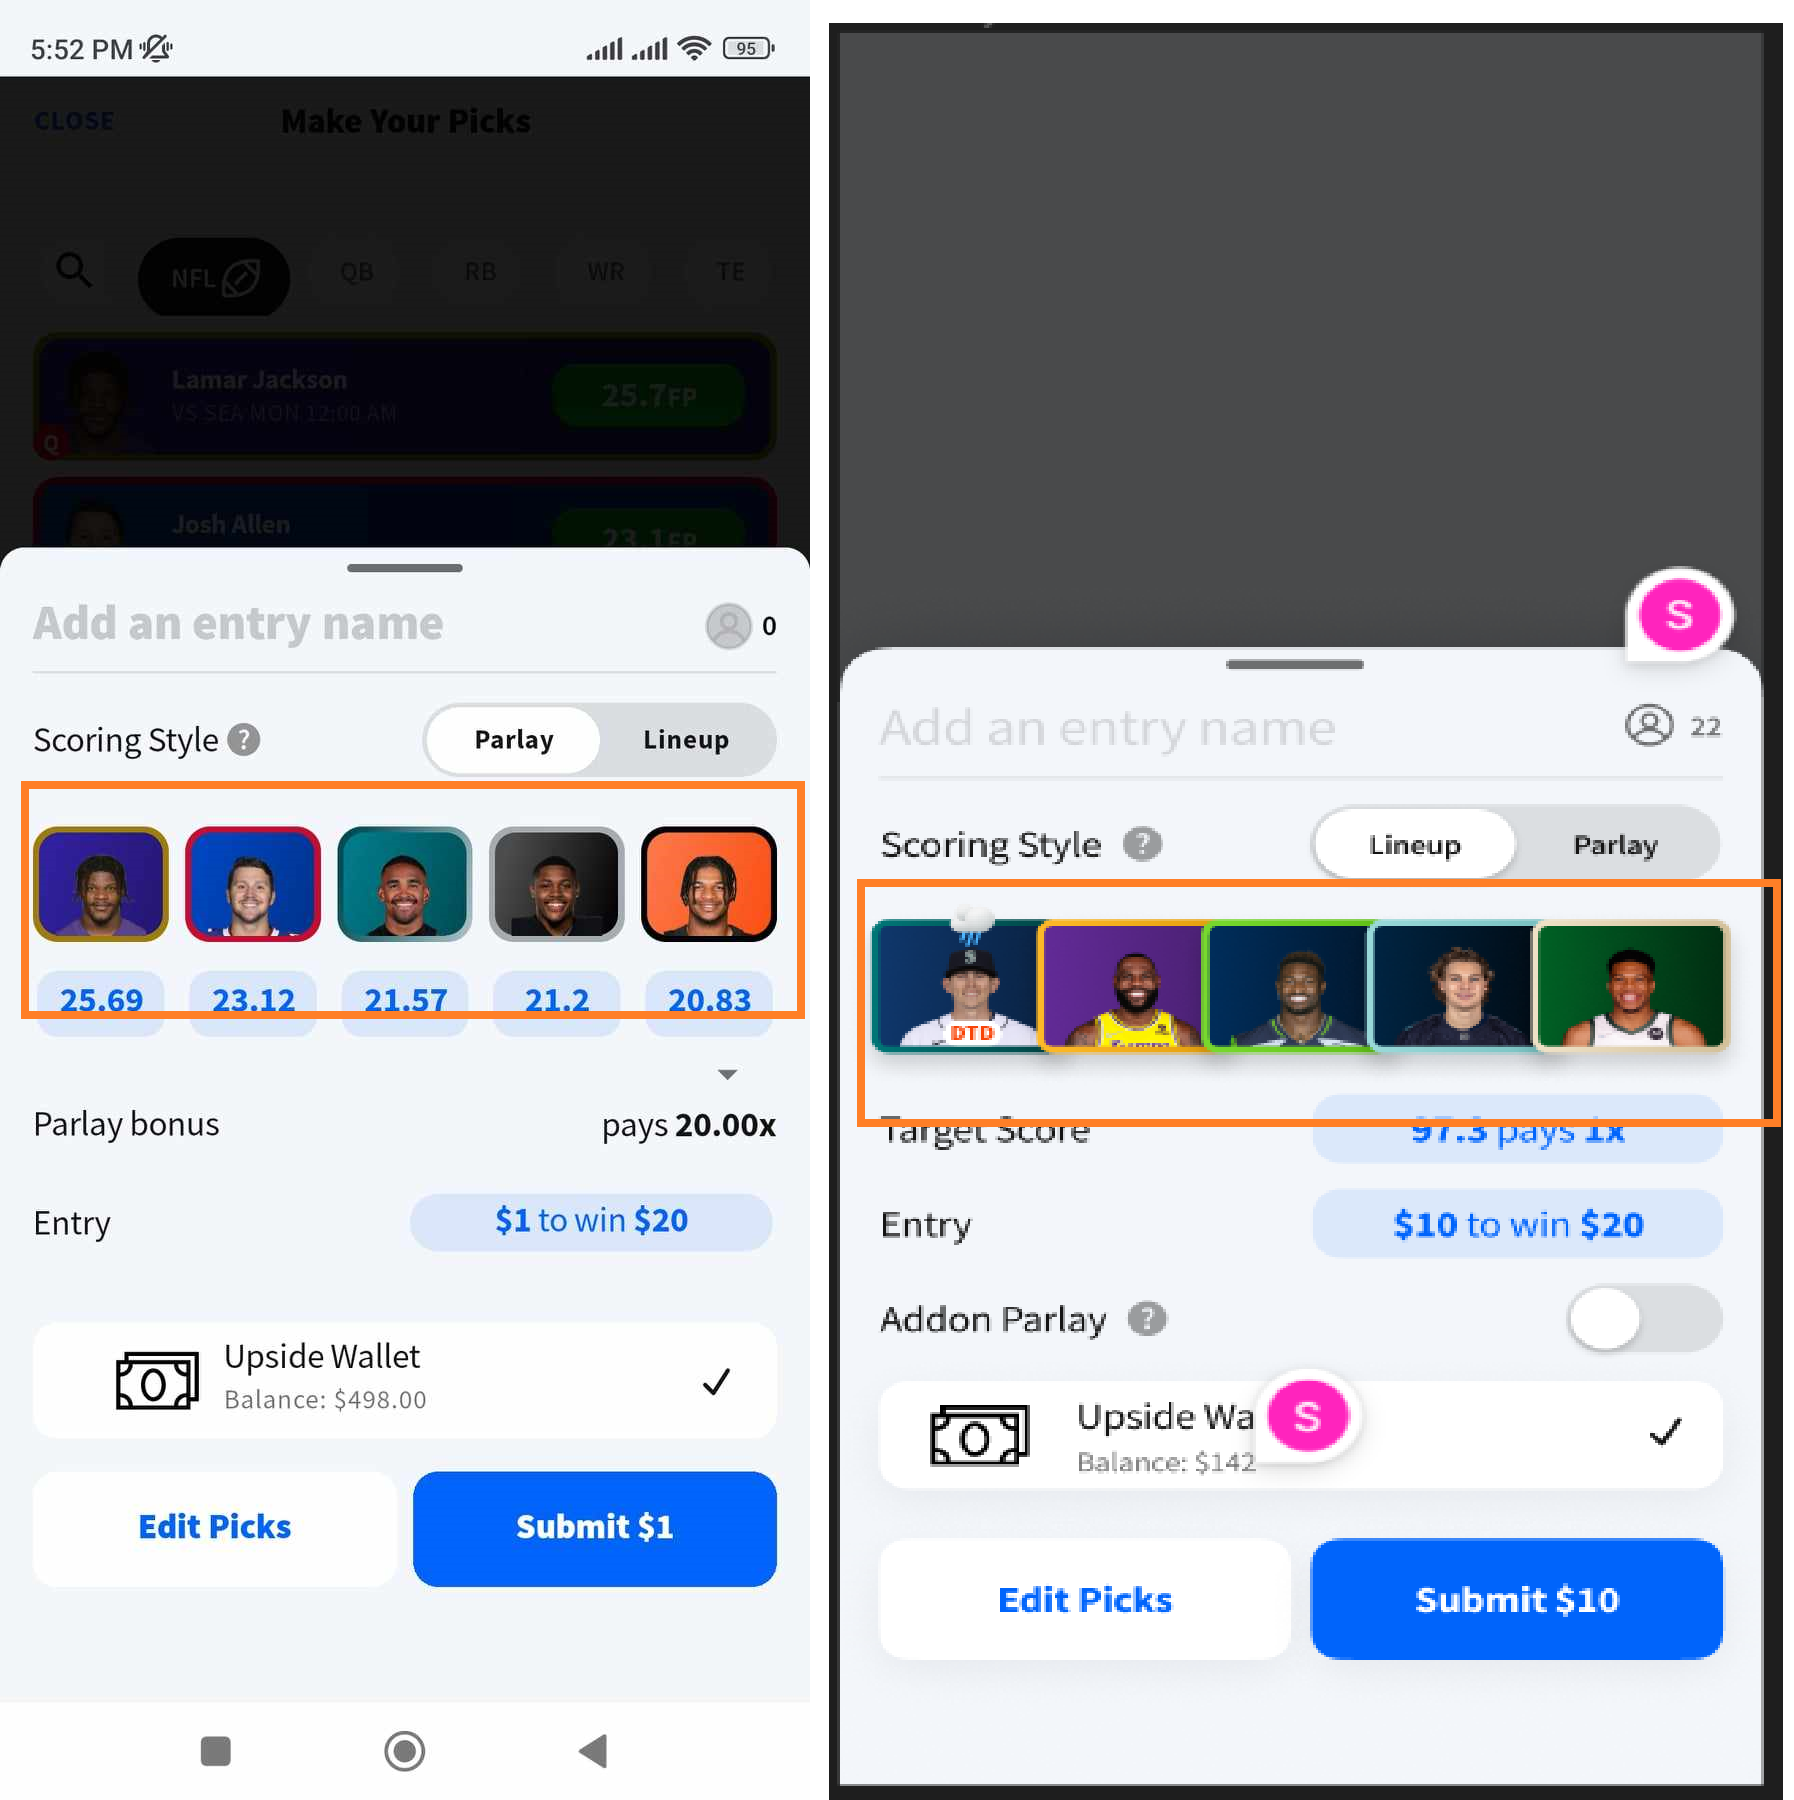 5:52 PM
95
CLOSE
Make Your Picks
NFL QB RB WR TE
Lamar Jackson
VS SEA MON 12:00 AM
25.7FP
Q
Josh Allen
23.1FP
Add an entry name
0
Scoring Style ?
Parlay Lineup
25.69 23.12 21.57 21.2 20.83
Parlay bonus
pays 20.00x
Entry
$1 to win $20
Upside Wallet
Balance: $498.00
Edit Picks
Submit $1
S
Add an entry name
22
Scoring Style ?
Lineup Parlay
S
DTD
Target Score
97.3 pays 1x
Entry
$10 to win $20
Addon Parlay ?
Upside Wa
S
Balance: $142
Edit Picks
Submit $10